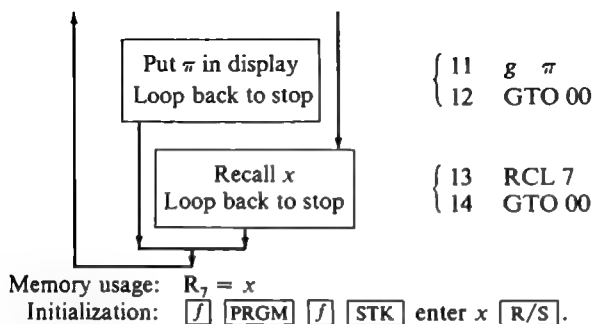 Put π in display
Loop back to stop
{ 11 g π
12 GTO 00
Recall x
Loop back to stop
{ 13 RCL 7
14 GTO 00
Memory usage: R₇ = x
Initialization: f PRGM f STK enter x R/S .